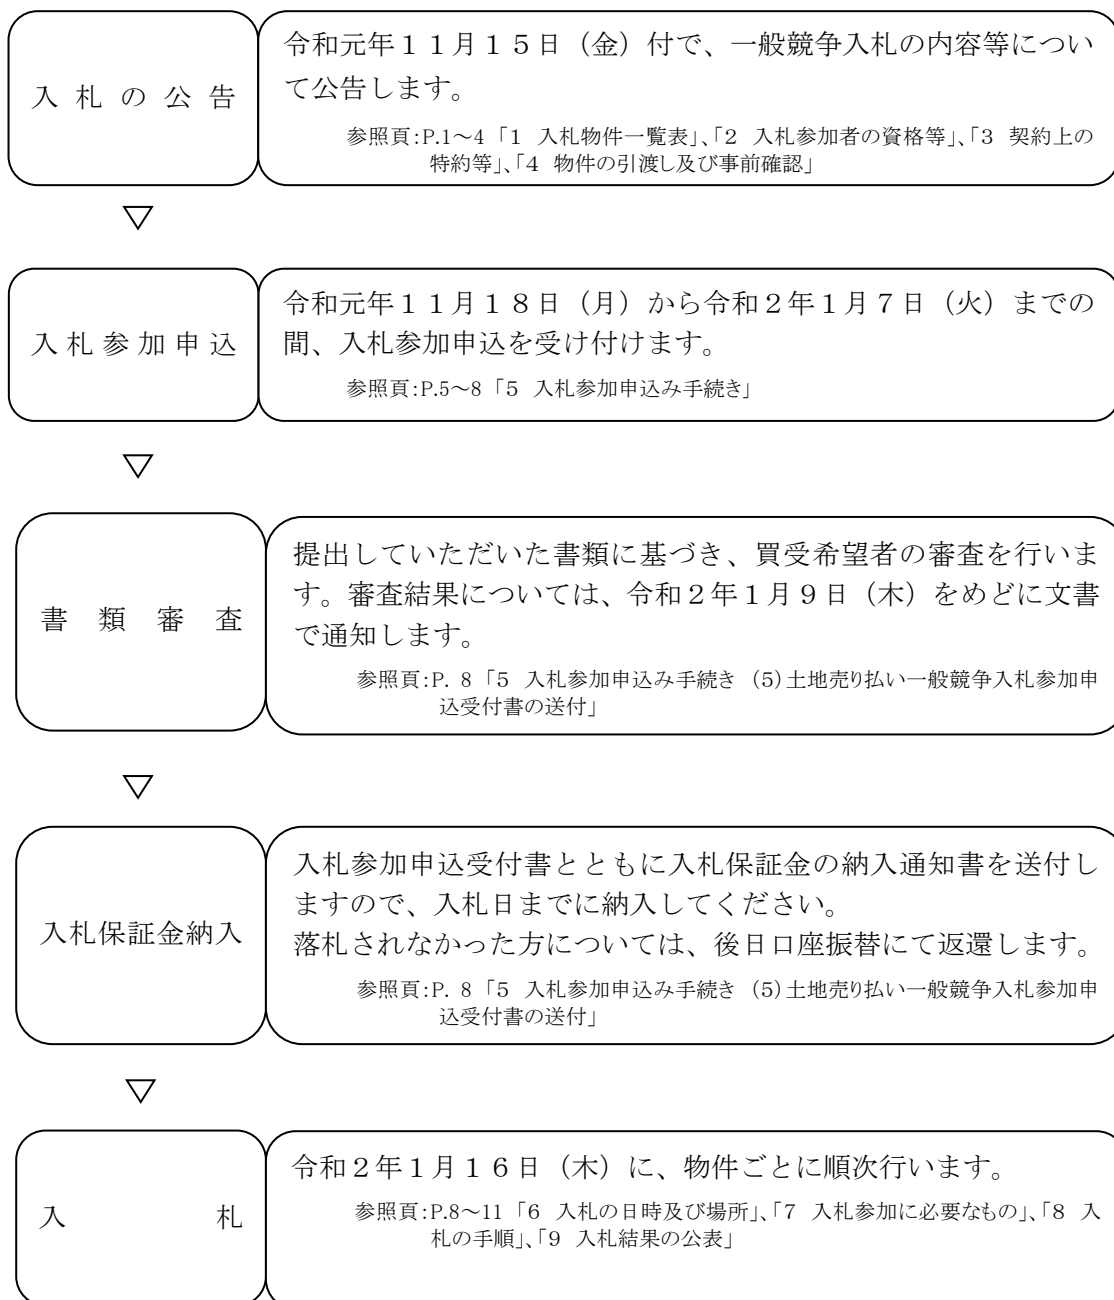 入札の公告
令和元年１１月１５日（金）付で、一般競争入札の内容等につい
て公告します。
参照頁：P.1～4「1 入札物件一覧表」、「2 入札参加者の資格等」、「3 契約上の
特約等」、「4 物件の引渡し及び事前確認」
▽
入札参加申込
令和元年１１月１８日（月）から令和２年１月７日（火）までの
間、入札参加申込を受け付けます。
参照頁：P.5～8「5 入札参加申込み手続き」
▽
書類審査
提出していただいた書類に基づき、買受希望者の審査を行いま
す。審査結果については、令和２年１月９日（木）をめどに文書
で通知します。
参照頁：P. 8「5 入札参加申込み手続き （5）土地売り払い一般競争入札参加申
込受付書の送付」
▽
入札保証金納入
入札参加申込受付書とともに入札保証金の納入通知書を送付し
ますので、入札日までに納入してください。
落札されなかった方については、後日口座振替にて返還します。
参照頁：P. 8「5 入札参加申込み手続き （5）土地売り払い一般競争入札参加申
込受付書の送付」
▽
入札
令和２年１月１６日（木）に、物件ごとに順次行います。
参照頁：P.8～11「6 入札の日時及び場所」、「7 入札参加に必要なもの」、「8 入
札の手順」、「9 入札結果の公表」